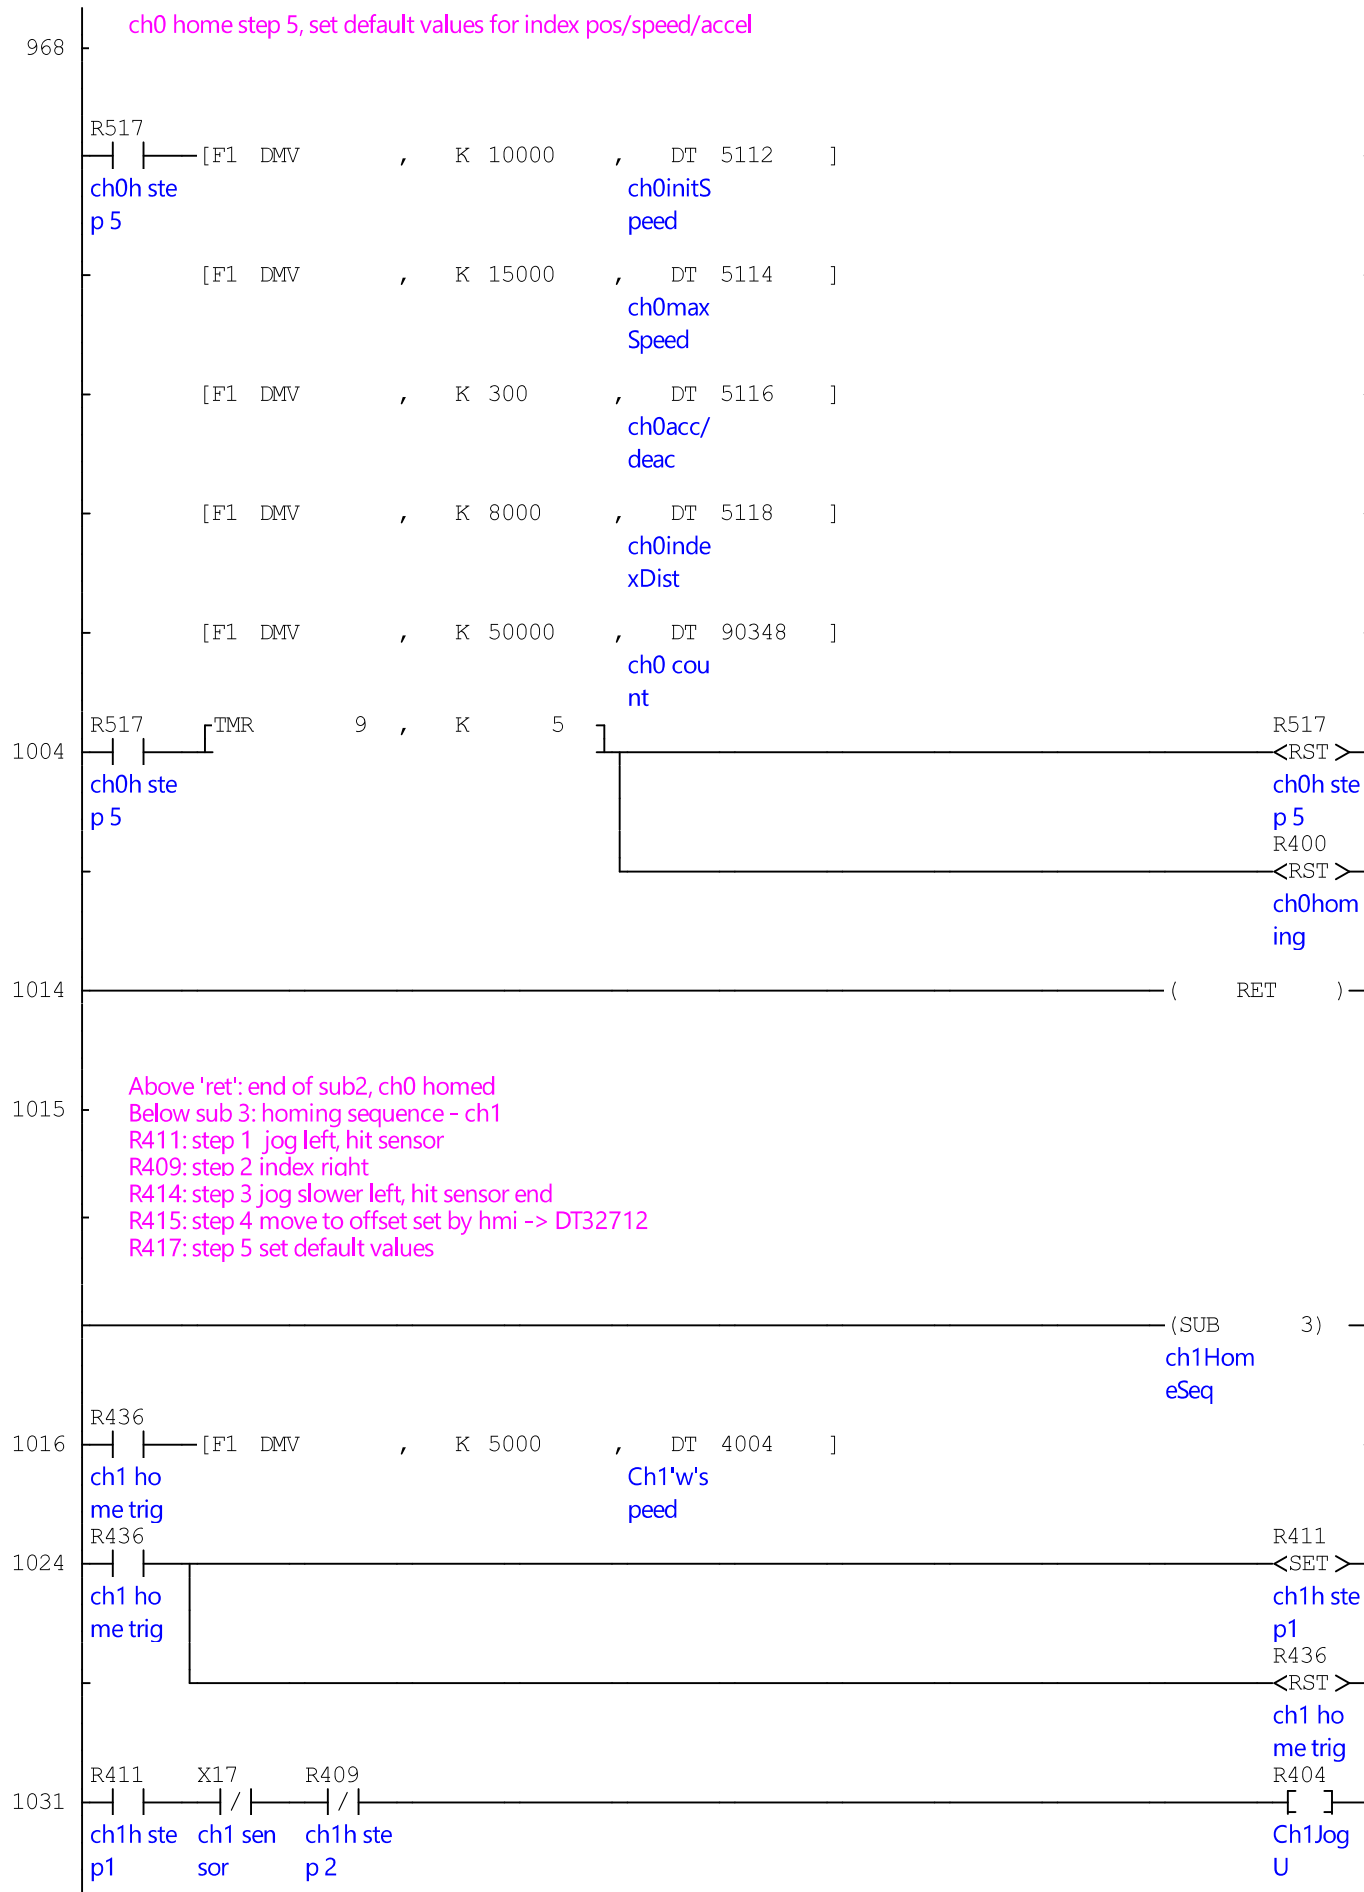 ch0 home step 5, set default values for index pos/speed/accel
968
R517
[F1 DMV , K 10000 , DT 5112 ]
ch0h ste ch0initS
p 5 peed
[F1 DMV , K 15000 , DT 5114 ]
ch0max
Speed
[F1 DMV , K 300 , DT 5116 ]
ch0acc/
deac
[F1 DMV , K 8000 , DT 5118 ]
ch0inde
xDist
[F1 DMV , K 50000 , DT 90348 ]
ch0 cou
nt
R517 TMR 9 , K 5 R517
1004 <RST>
ch0h ste ch0h ste
p 5 p 5
R400
<RST>
ch0hom
ing
1014 ( RET )
Above 'ret': end of sub2, ch0 homed
1015 Below sub 3: homing sequence - ch1
R411: step 1 jog left, hit sensor
R409: step 2 index right
R414: step 3 jog slower left, hit sensor end
R415: step 4 move to offset set by hmi -> DT32712
R417: step 5 set default values
(SUB 3)
ch1Hom
eSeq
R436
1016 [F1 DMV , K 5000 , DT 4004 ]
ch1 ho Ch1'w's
me trig peed
R436 R411
1024 <SET>
ch1 ho ch1h ste
me trig p1
R436
<RST>
ch1 ho
me trig
R411 X17 R409 R404
1031 / / [ ]
ch1h ste ch1 sen ch1h ste Ch1Jog
p1 sor p 2 U